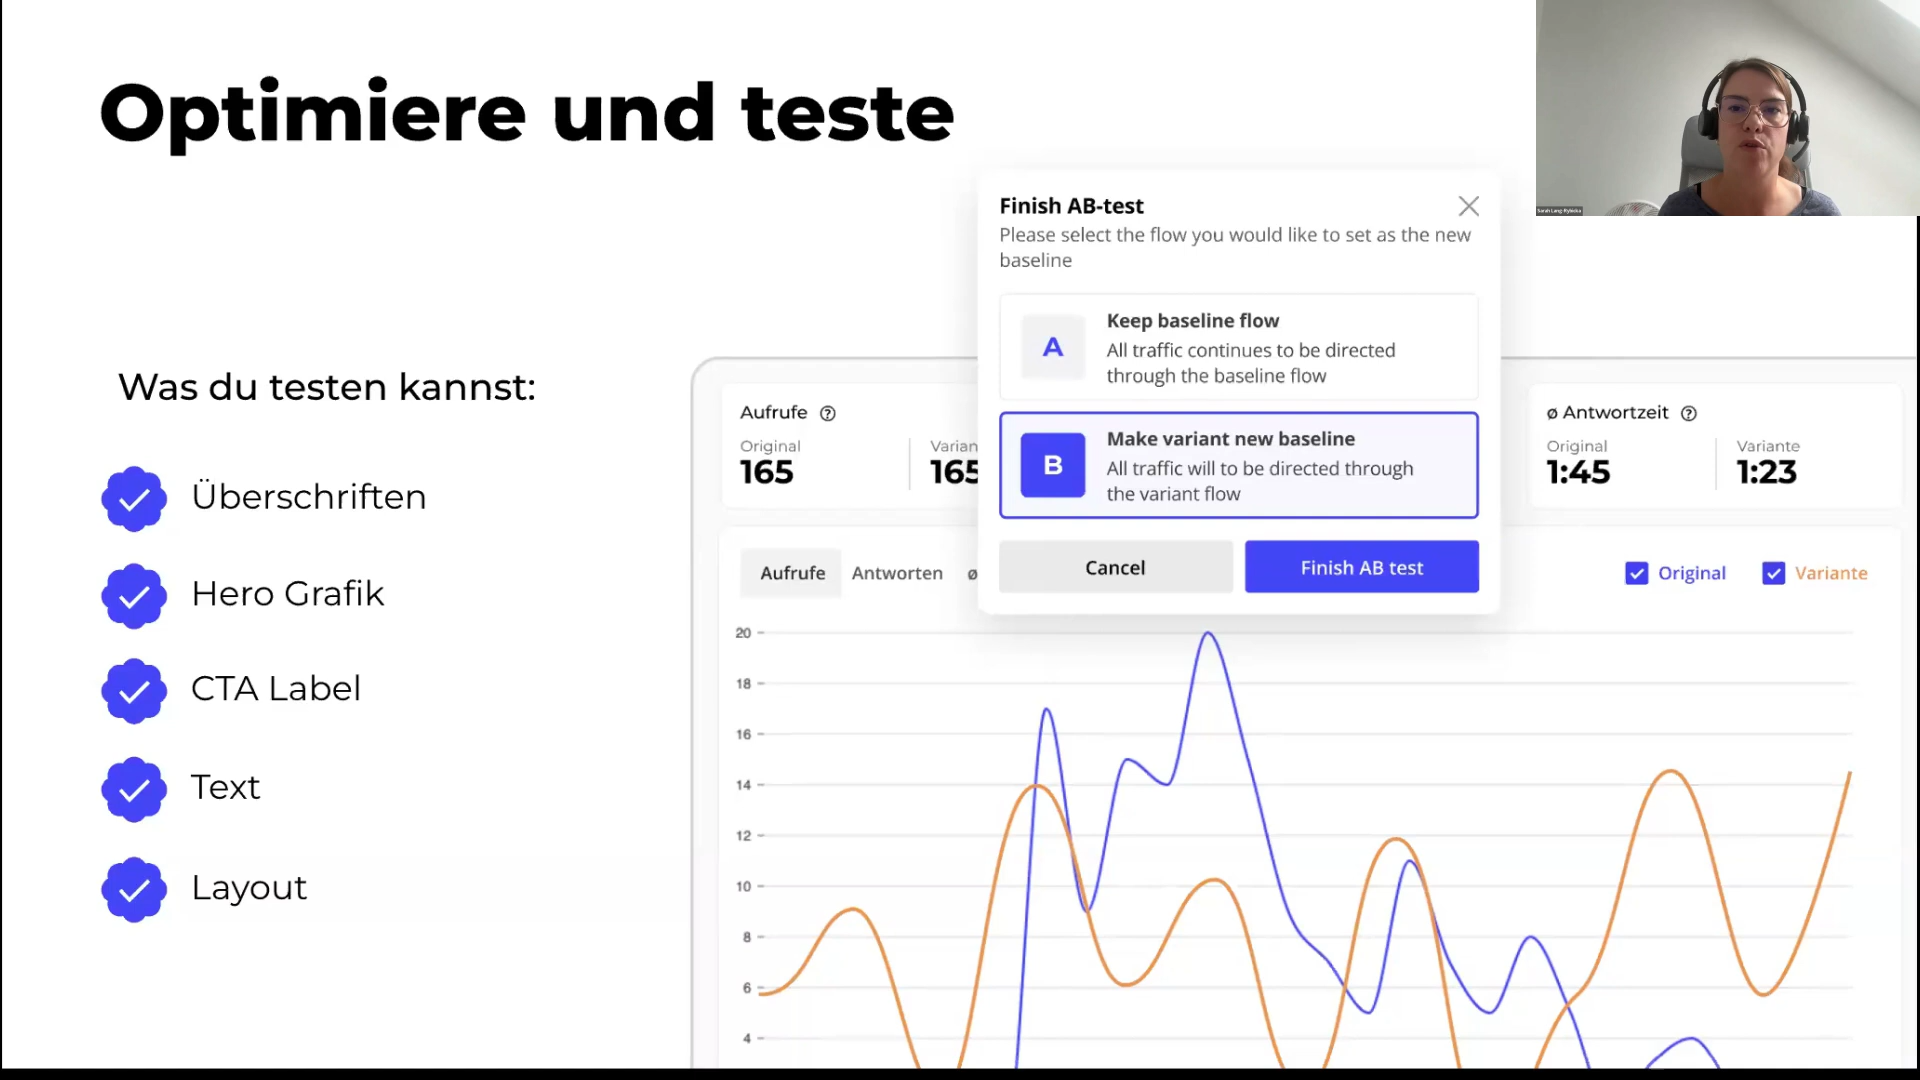 Optimiere und teste
Sarah Lang-Rybicka
Was du testen kannst:
Überschriften
Hero Grafik
CTA Label
Text
Layout
Finish AB-test
Please select the flow you would like to set as the new
baseline
A
Keep baseline flow
All traffic continues to be directed
through the baseline flow
B
Make variant new baseline
All traffic will to be directed through
the variant flow
Cancel
Finish AB test
Aufrufe
Original
165
Varian
165
ø Antwortzeit
Original
1:45
Variante
1:23
Aufrufe Antworten ø
Original Variante
20
18
16
14
12
10
8
6
4